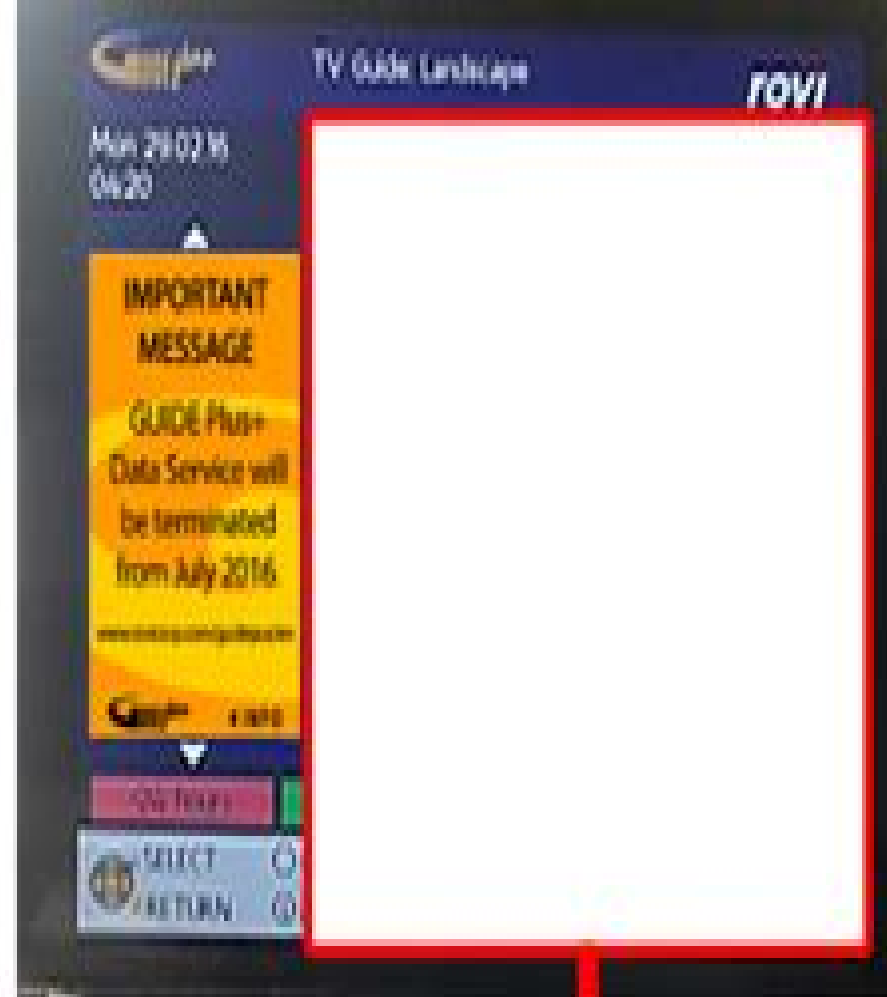 TV Guide Landscape
rovi
Mon 29 02 16
04:20
IMPORTANT
MESSAGE
GUIDE Plus+
Data Service will
be terminated
from July 2016
SELECT
RETURN